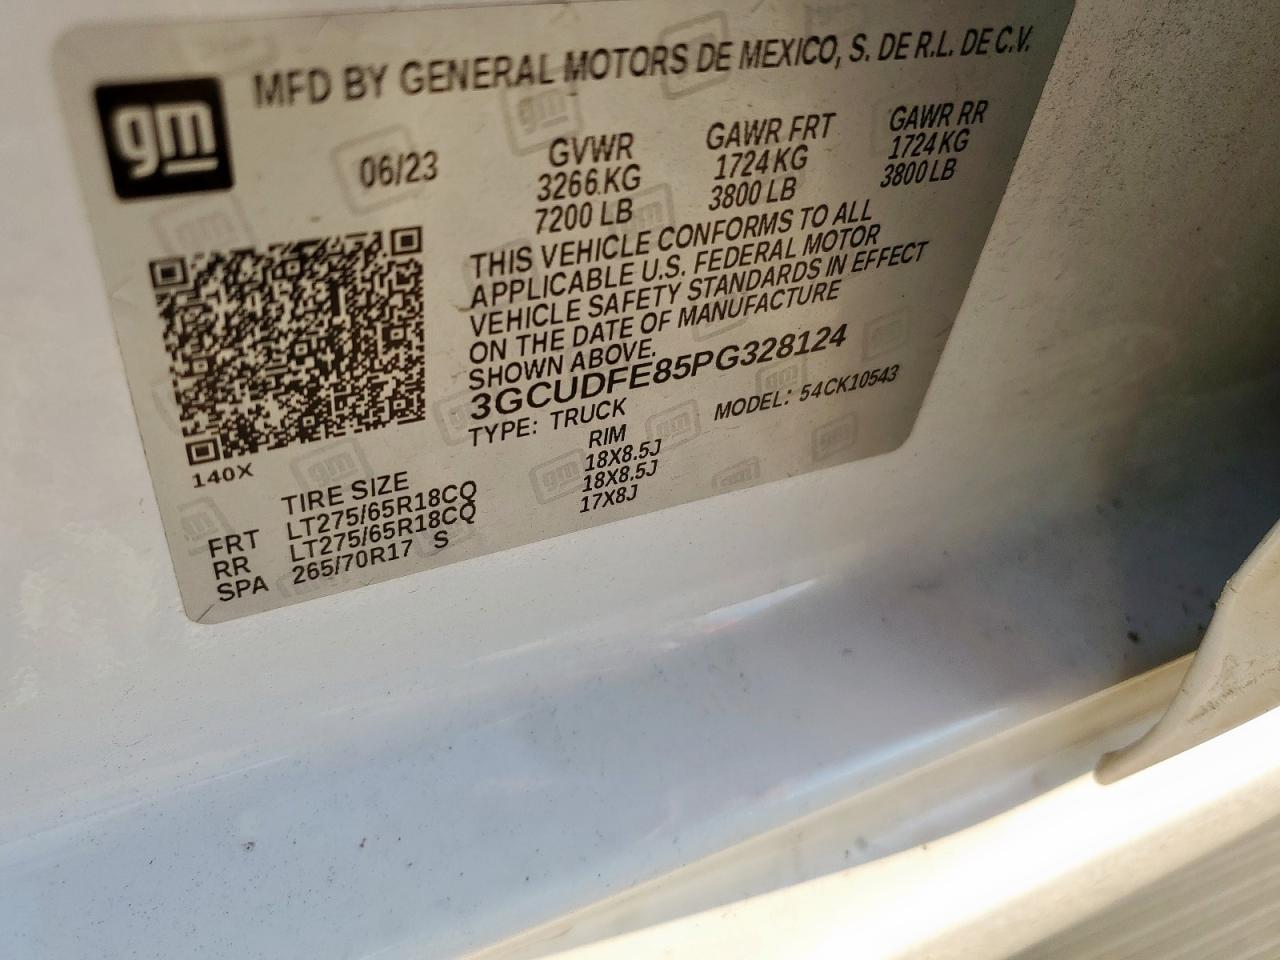 gm
MFD BY GENERAL MOTORS DE MEXICO, S. DE R.L. DE C.V.
06/23 GVWR GAWR FRT GAWR RR
3266 KG 1724 KG 1724 KG
7200 LB 3800 LB 3800 LB
THIS VEHICLE CONFORMS TO ALL
APPLICABLE U.S. FEDERAL MOTOR
VEHICLE SAFETY STANDARDS IN EFFECT
ON THE DATE OF MANUFACTURE
SHOWN ABOVE.
3GCUDFE85PG328124
TYPE: TRUCK MODEL: 54CK10543
140X
TIRE SIZE RIM
FRT LT275/65R18CQ 18X8.5J
RR LT275/65R18CQ 18X8.5J
SPA 265/70R17 S 17X8J